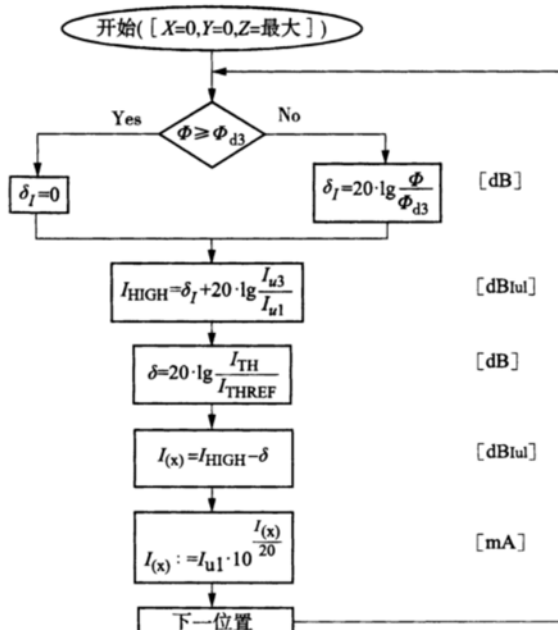 开始([X=0,Y=0,Z=最大])
Yes
Φ≥Φd3
No
δI=0
δI=20·lg Φ/Φd3
[dB]
IHIGH=δI+20·lg Iu3/Iu1
[dBIul]
δ=20·lg ITH/ITHREF
[dB]
I(x)=IHIGH−δ
[dBIul]
I(x):=Iu1·10^(I(x)/20)
[mA]
下一位置